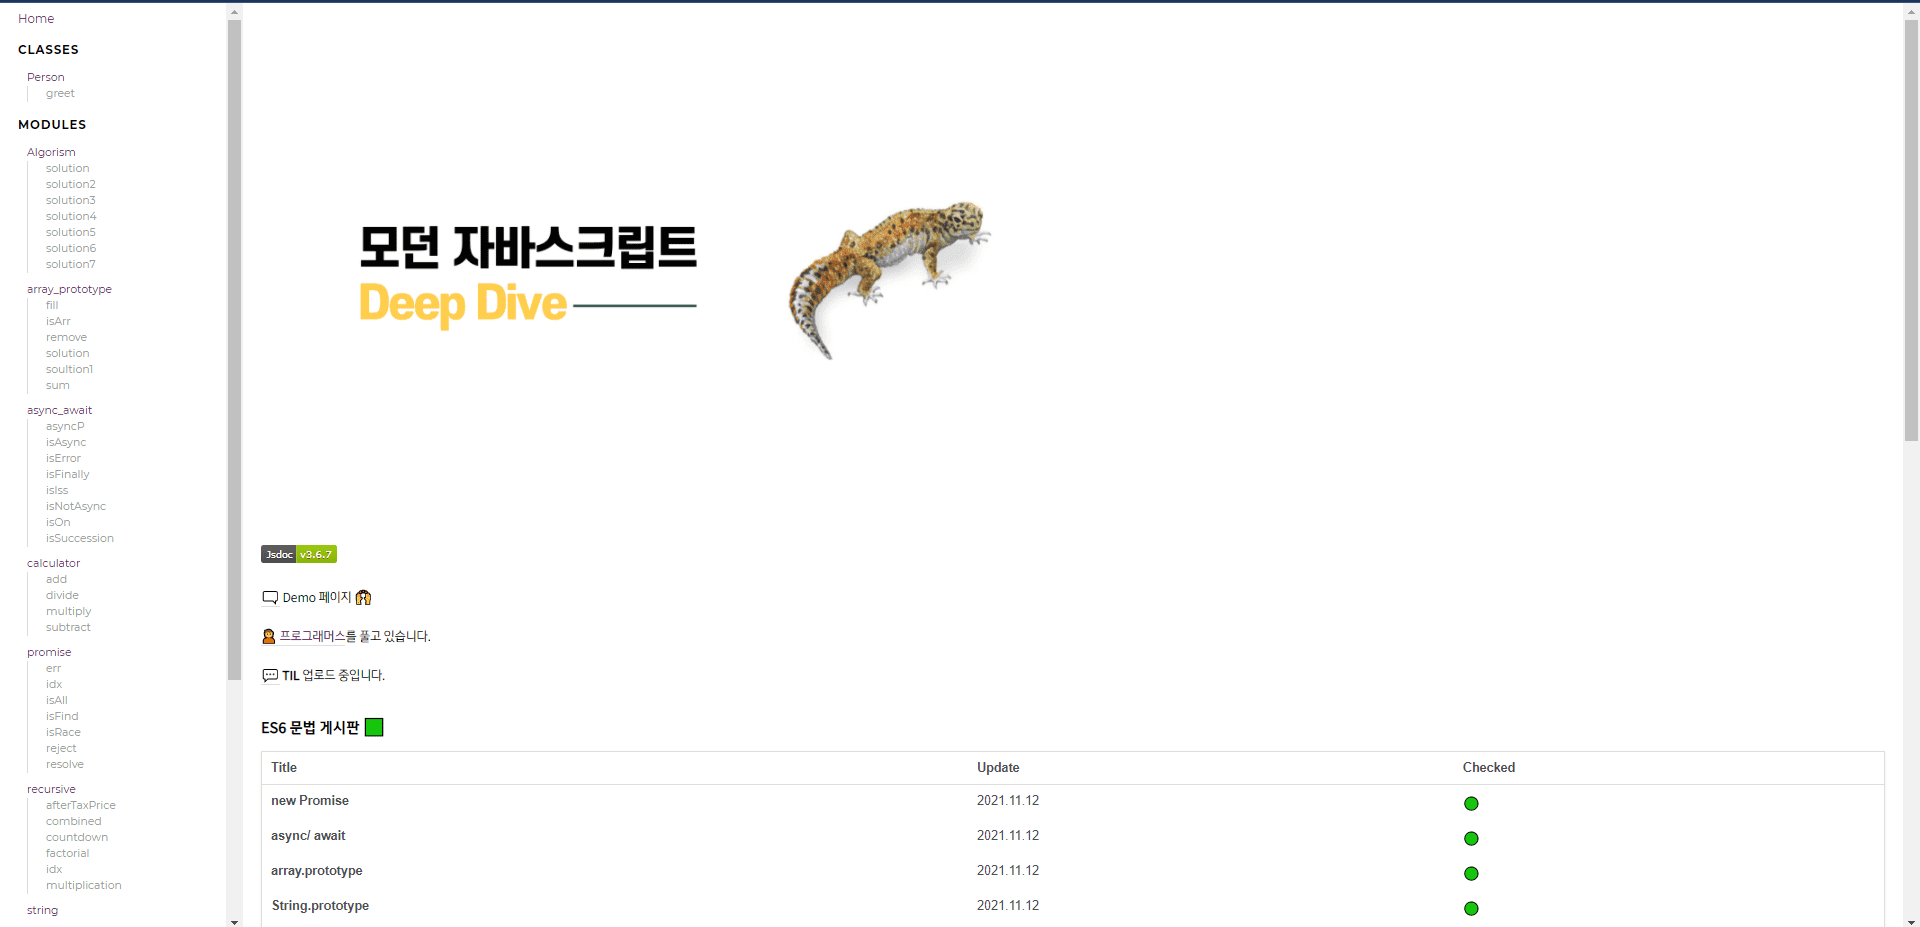 Home
CLASSES
Person
greet
MODULES
Algorism
solution
solution2
solution3
solution4
solution5
solution6
solution7
array_prototype
fill
isArr
remove
solution
soultion1
sum
async_await
asyncP
isAsync
isError
isFinally
isIss
isNotAsync
isOn
isSuccession
calculator
add
divide
multiply
subtract
promise
err
idx
isAll
isFind
isRace
reject
resolve
recursive
afterTaxPrice
combined
countdown
factorial
idx
multiplication
string
모던 자바스크립트
Deep Dive
Jsdoc v3.6.7
Demo 페이지
프로그래머스를 풀고 있습니다.
TIL 업로드 중입니다.
ES6 문법 게시판
Title Update Checked
new Promise 2021.11.12
async/ await 2021.11.12
array.prototype 2021.11.12
String.prototype 2021.11.12